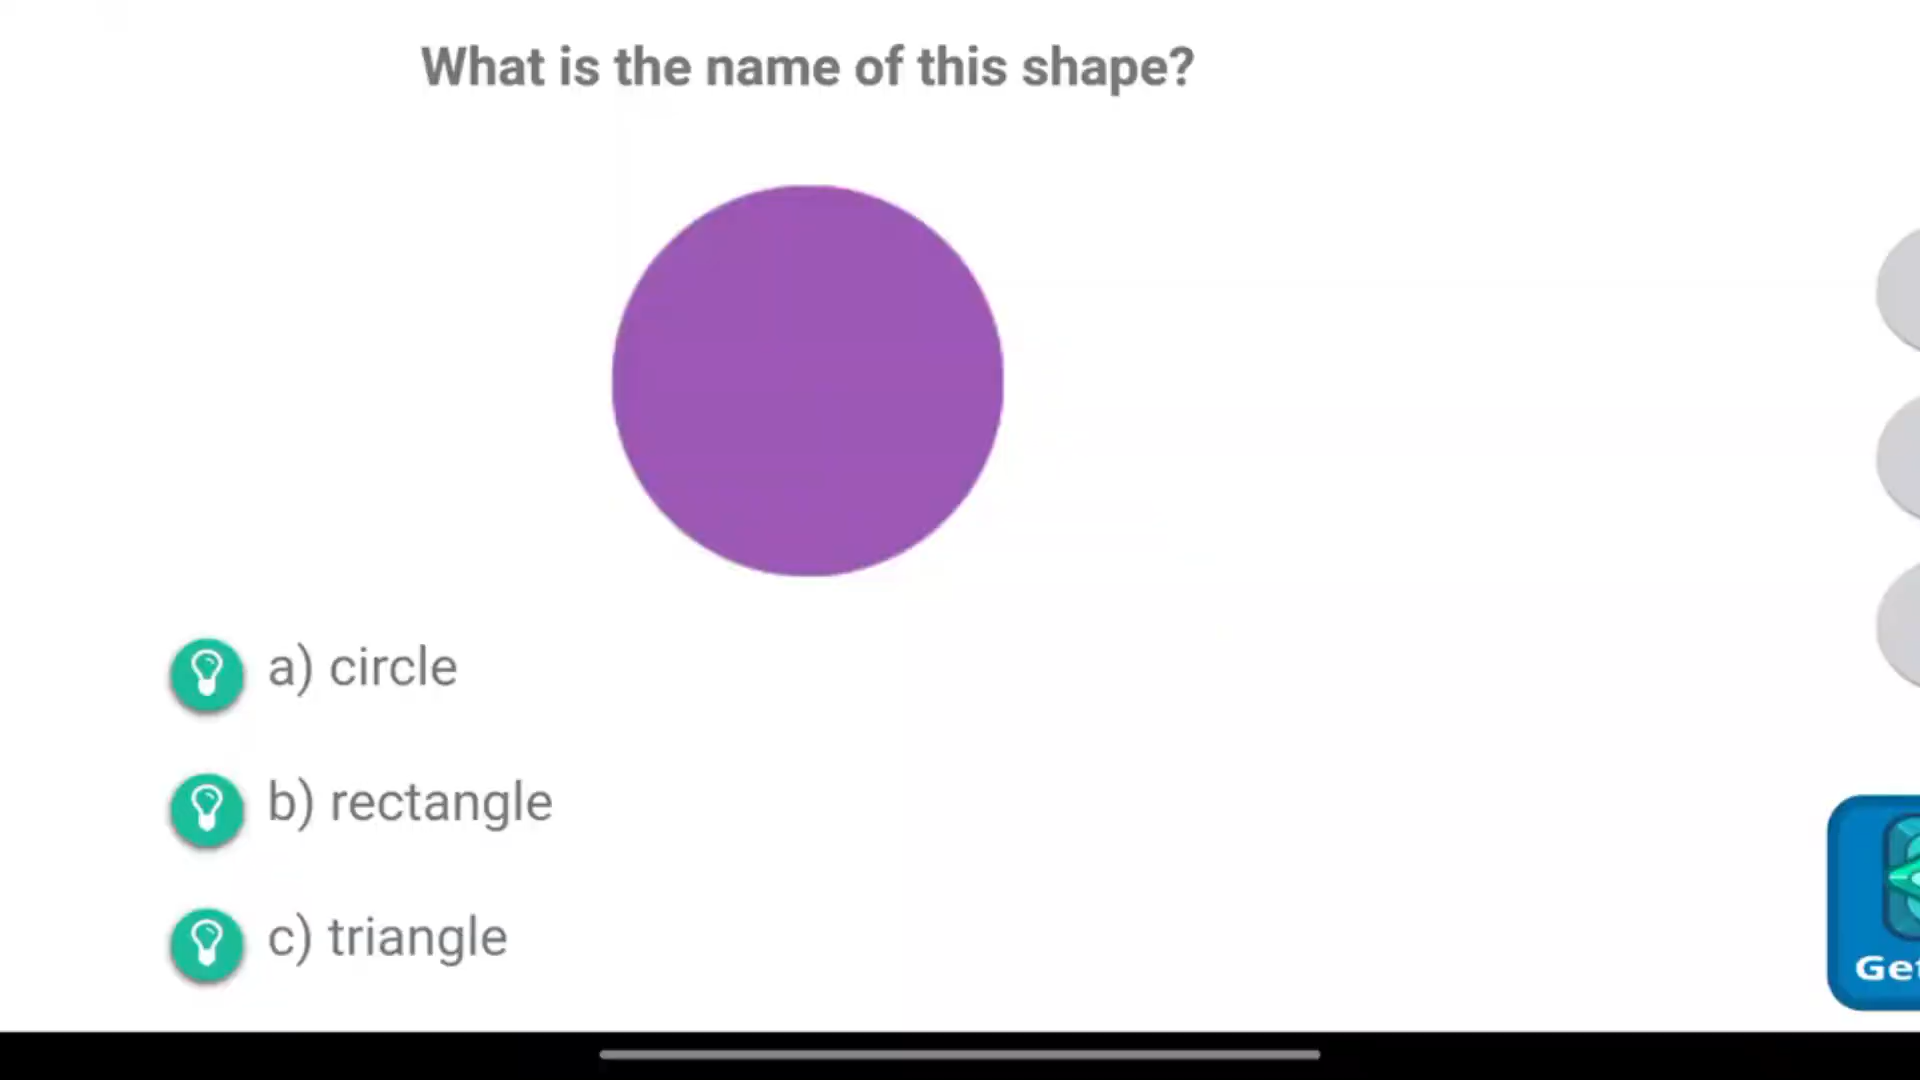 What is the name of this shape?
a) circle
b) rectangle
c) triangle